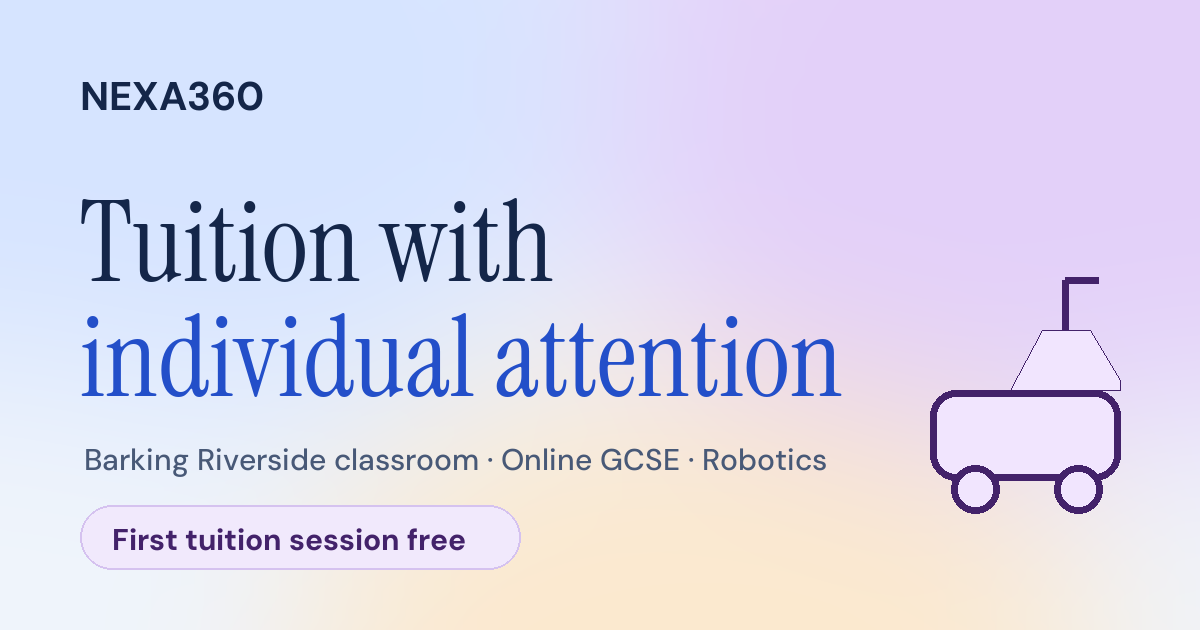 NEXA360
Tuition with
individual attention
Barking Riverside classroom · Online GCSE · Robotics
First tuition session free